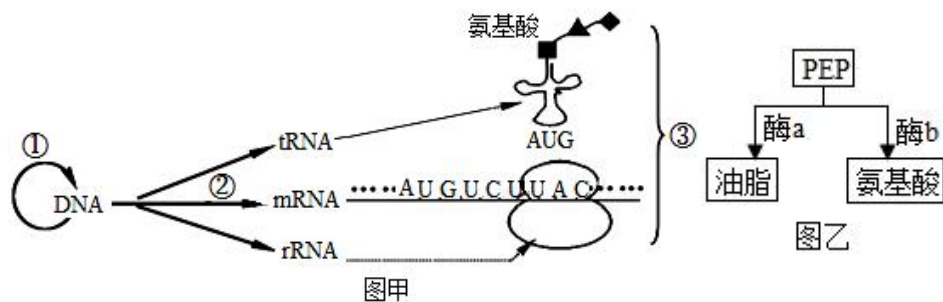 氨基酸
PEP
①
tRNA
AUG
③
酶a
酶b
DNA
②
mRNA
····AUGUCUUAC·····
油脂
氨基酸
rRNA
图甲
图乙